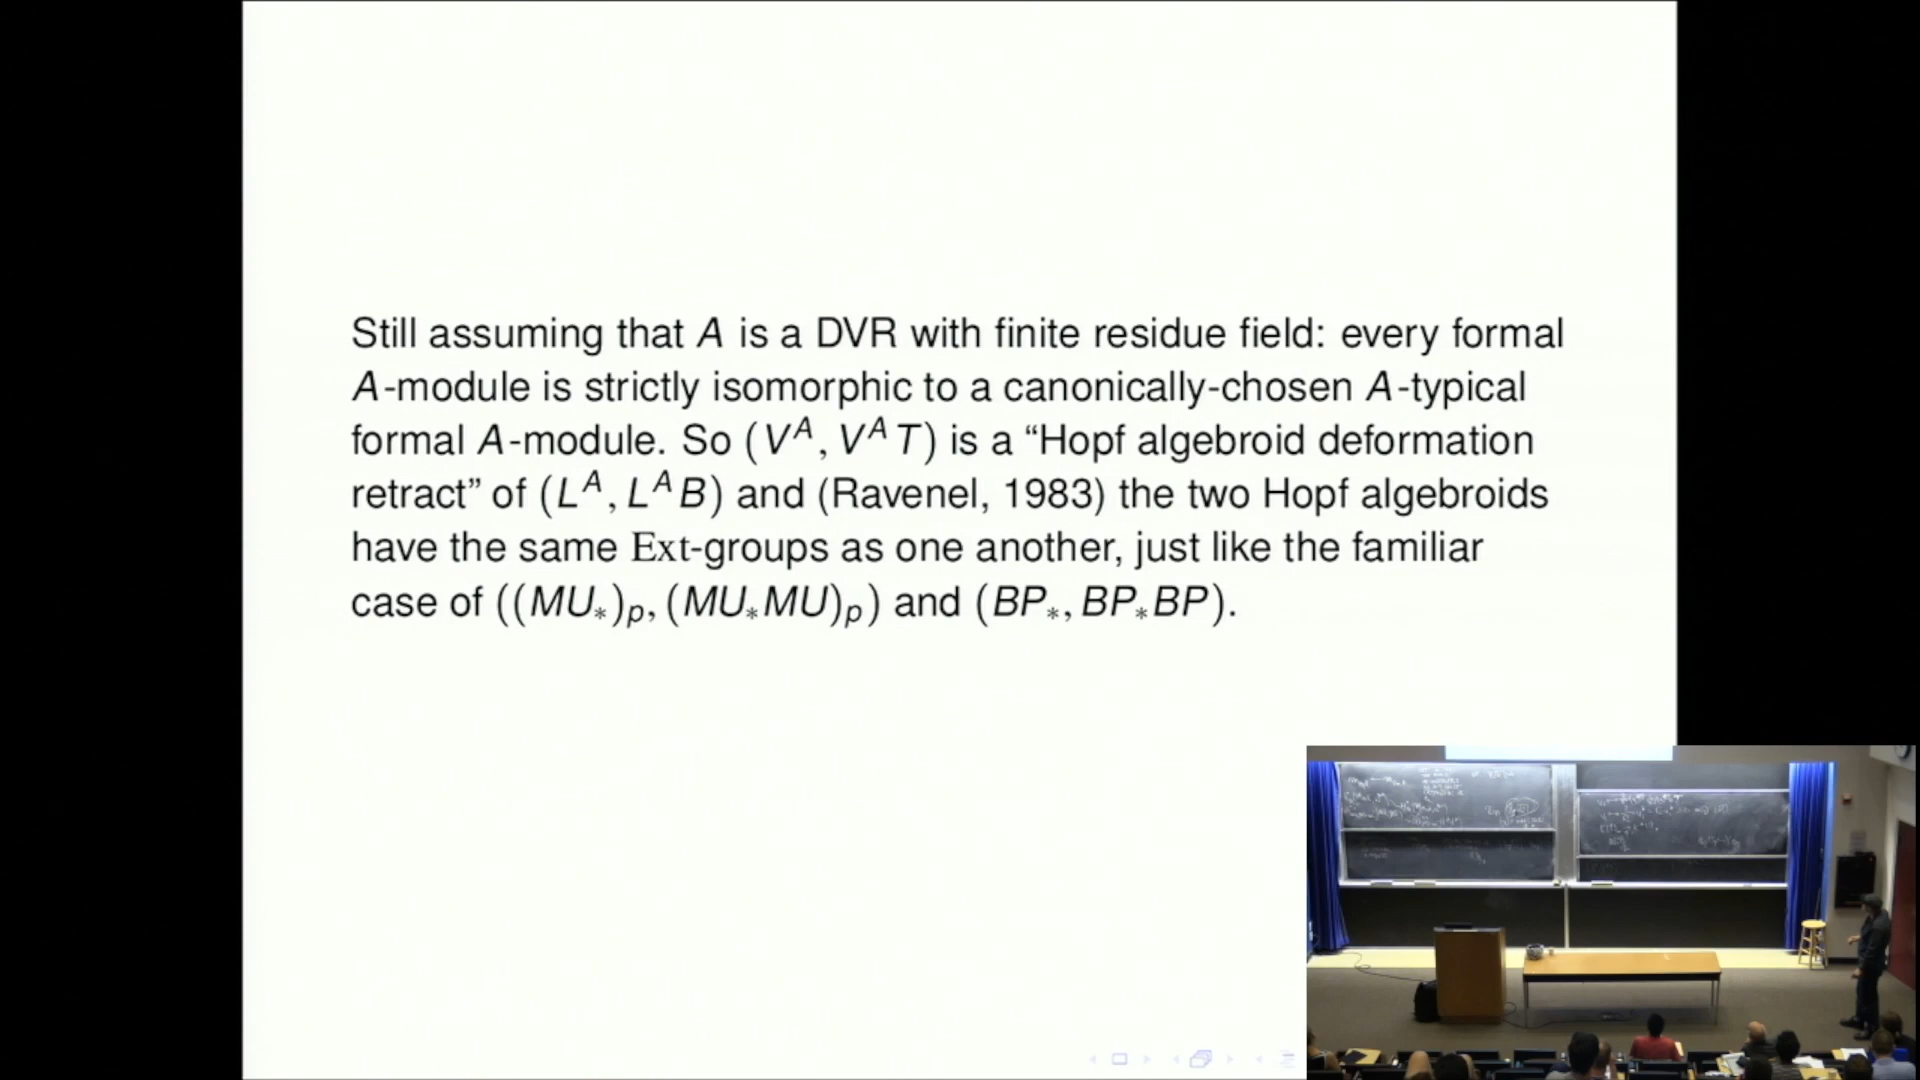 Still assuming that A is a DVR with finite residue field: every formal
A-module is strictly isomorphic to a canonically-chosen A-typical
formal A-module. So (V^A, V^A T) is a “Hopf algebroid deformation
retract” of (L^A, L^A B) and (Ravenel, 1983) the two Hopf algebroids
have the same Ext-groups as one another, just like the familiar
case of ((MU_*)_p, (MU_*MU)_p) and (BP_*, BP_*BP).